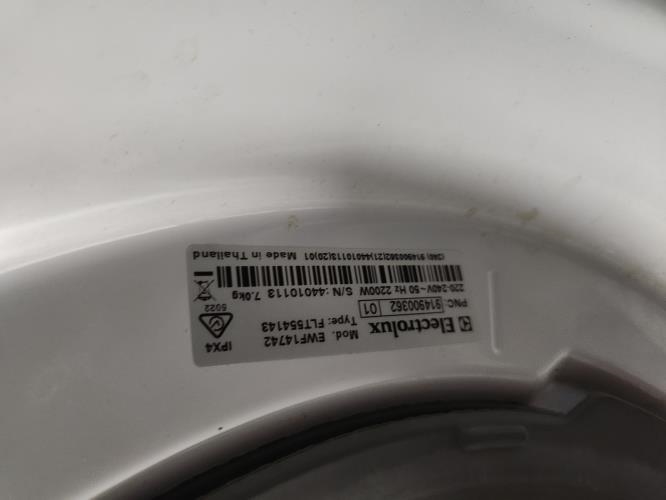 Electrolux
Mod. EWF14742
Type: FLT554143
IPX4
PNC: 914900362 01
220-240V~50 Hz 2200W S/N :44010113 7.0kg
5022
(240) 914900362(21)44010113(20)01 Made in Thailand